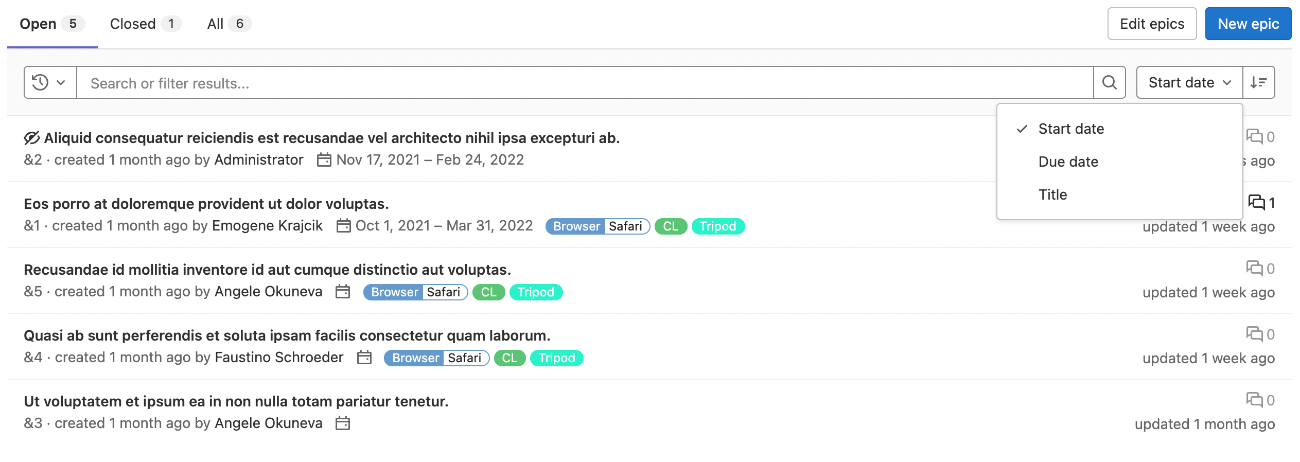 Open 5 Closed 1 All 6 Edit epics New epic
Search or filter results... Start date
Start date
Due date
Title
Aliquid consequatur reiciendis est recusandae vel architecto nihil ipsa excepturi ab. 0
&2 · created 1 month ago by Administrator Nov 17, 2021 – Feb 24, 2022 ago
Eos porro at doloremque provident ut dolor voluptas. 1
&1 · created 1 month ago by Emogene Krajcik Oct 1, 2021 – Mar 31, 2022 Browser Safari CL Tripod updated 1 week ago
Recusandae id mollitia inventore id aut cumque distinctio aut voluptas. 0
&5 · created 1 month ago by Angele Okuneva Browser Safari CL Tripod updated 1 week ago
Quasi ab sunt perferendis et soluta ipsam facilis consectetur quam laborum. 0
&4 · created 1 month ago by Faustino Schroeder Browser Safari CL Tripod updated 1 week ago
Ut voluptatem et ipsum ea in non nulla totam pariatur tenetur. 0
&3 · created 1 month ago by Angele Okuneva updated 1 month ago